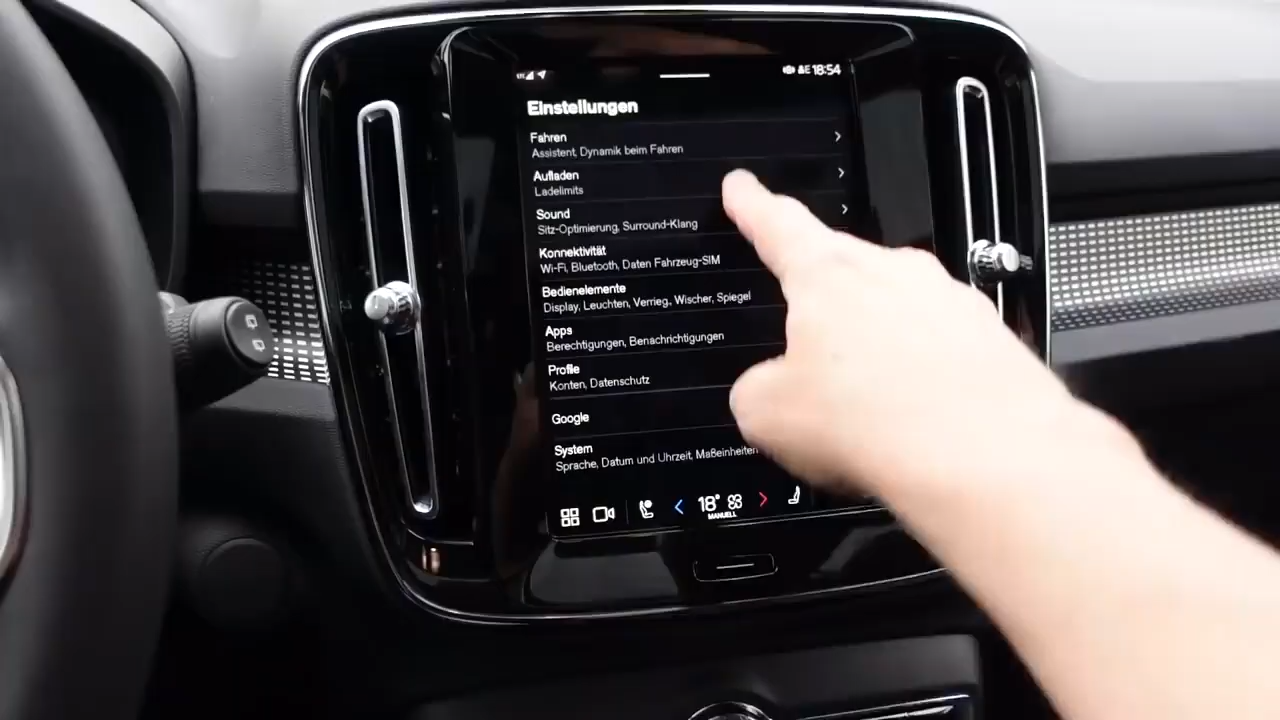 18:54
Einstellungen
Fahren
Assistent, Dynamik beim Fahren
Aufladen
Ladelimits
Sound
Sitz-Optimierung, Surround-Klang
Konnektivität
Wi-Fi, Bluetooth, Daten Fahrzeug-SIM
Bedienelemente
Display, Leuchten, Verrieg., Wischer, Spiegel
Apps
Berechtigungen, Benachrichtigungen
Profile
Konten, Datenschutz
Google
System
Sprache, Datum und Uhrzeit, Maßeinheiten
18°
MANUELL